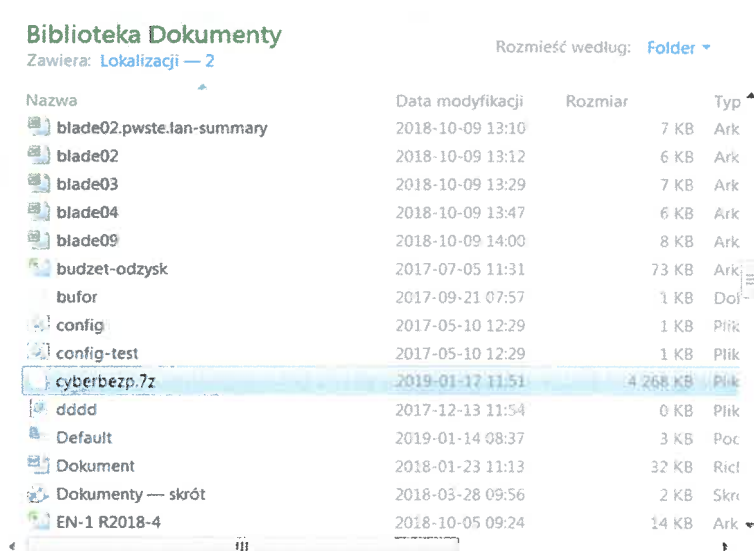 Biblioteka Dokumenty
Zawiera: Lokalizacji — 2
Rozmieść według: Folder
Nazwa Data modyfikacji Rozmiar Typ
blade02.pwste.lan-summary 2018-10-09 13:10 7 KB Ark
blade02 2018-10-09 13:12 6 KB Ark
blade03 2018-10-09 13:29 7 KB Ark
blade04 2018-10-09 13:47 6 KB Ark
blade09 2018-10-09 14:00 8 KB Ark
budzet-odzysk 2017-07-05 11:31 73 KB Ark
bufor 2017-09-21 07:57 1 KB Dok
config 2017-05-10 12:29 1 KB Plik
config-test 2017-05-10 12:29 1 KB Plik
cyberbezp.7z 2019-01-17 11:51 4 268 KB Plik
dddd 2017-12-13 11:54 0 KB Plik
Default 2019-01-14 08:37 3 KB Poc
Dokument 2018-01-23 11:13 32 KB Rich
Dokumenty — skrót 2018-03-28 09:56 2 KB Skró
EN-1 R2018-4 2018-10-05 09:24 14 KB Ark